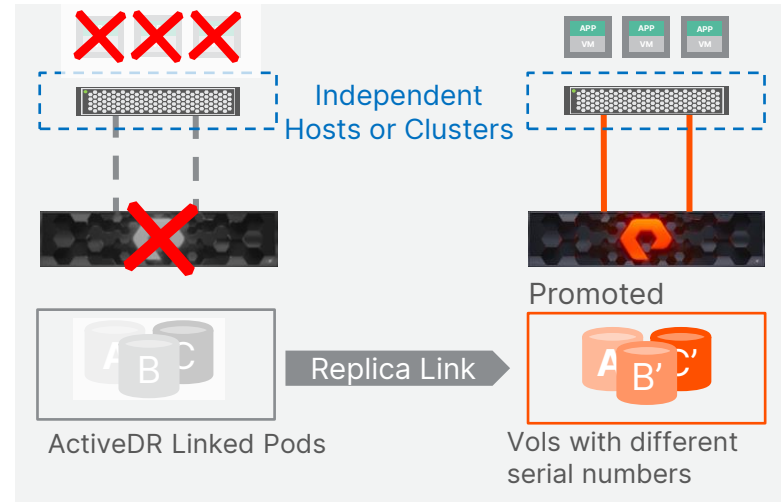 APP APP APP
VM VM VM
Independent
Hosts or Clusters
Promoted
A B C
Replica Link
A’ B’ C’
ActiveDR Linked Pods
Vols with different
serial numbers